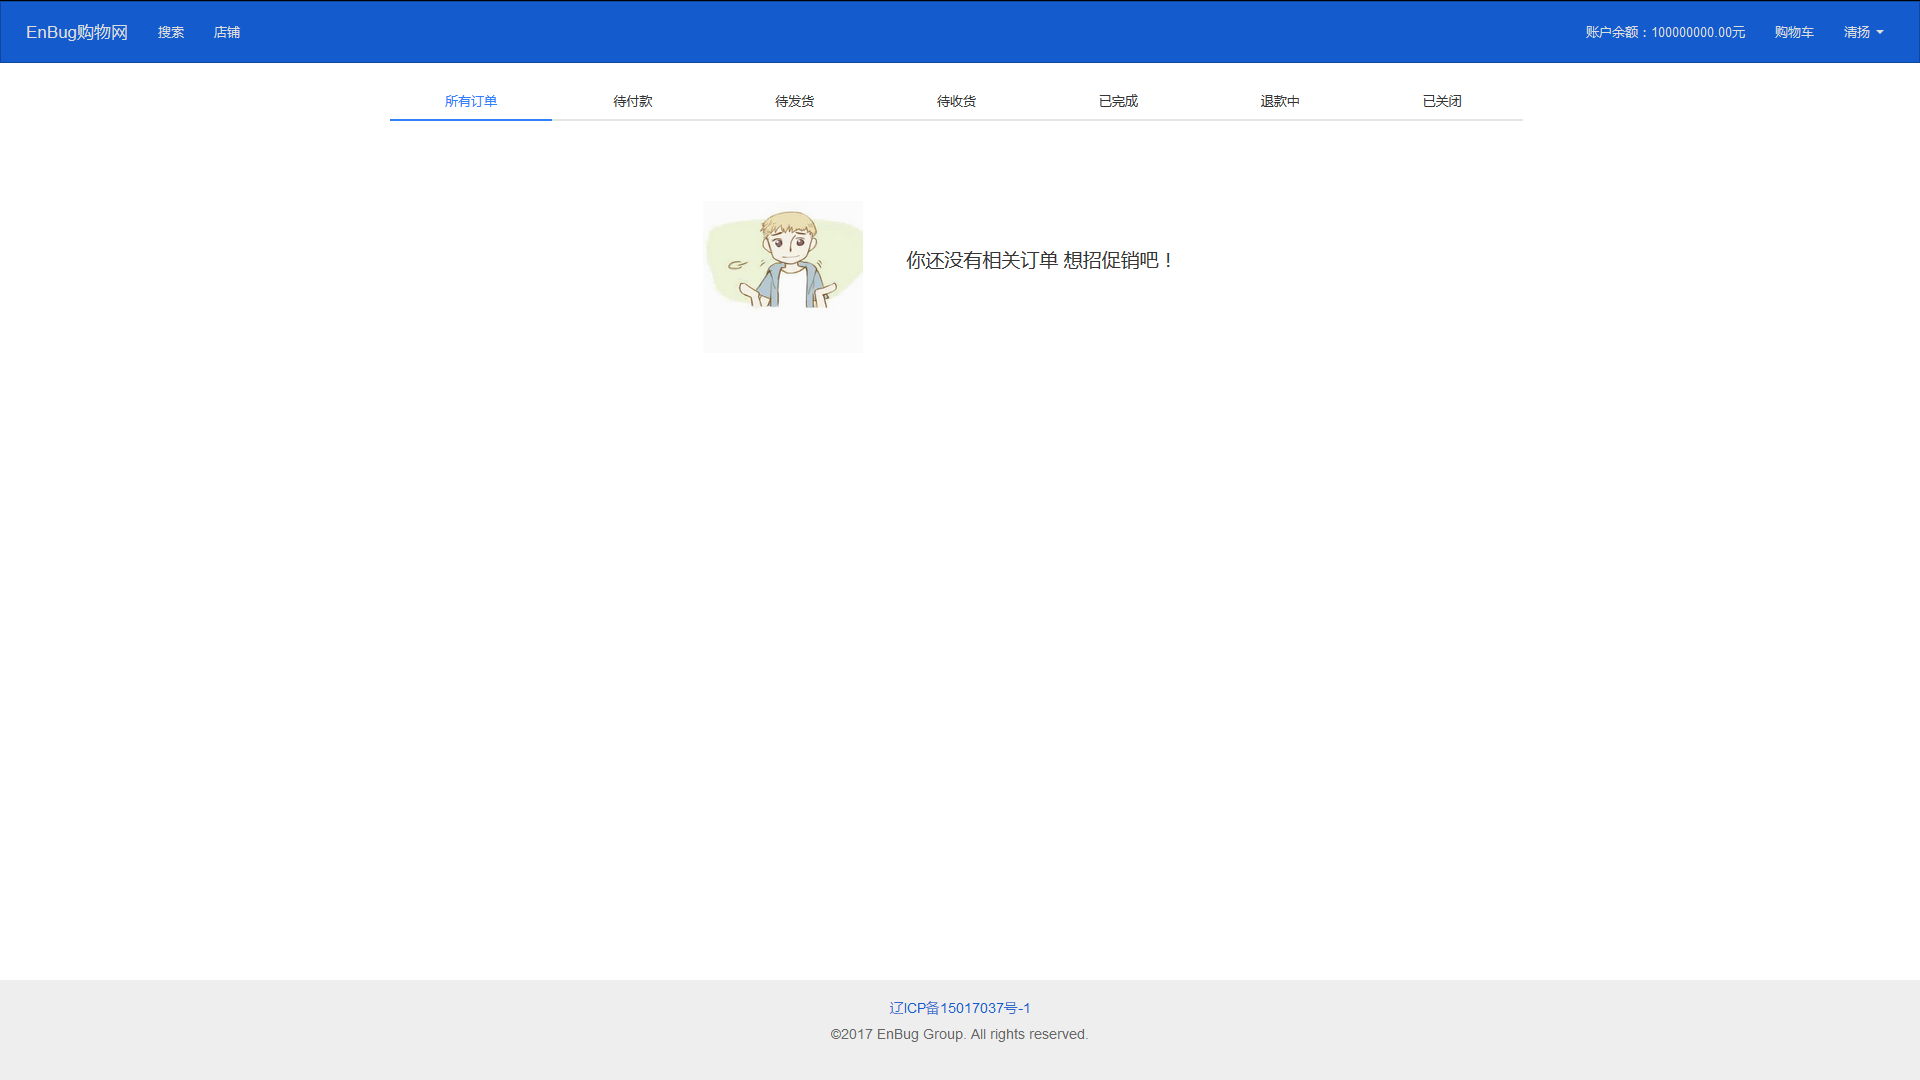 EnBug购物网 搜索 店铺 账户余额：100000000.00元 购物车 清扬
所有订单 待付款 待发货 待收货 已完成 退款中 已关闭
你还没有相关订单 想招促销吧！
辽ICP备15017037号-1
©2017 EnBug Group. All rights reserved.